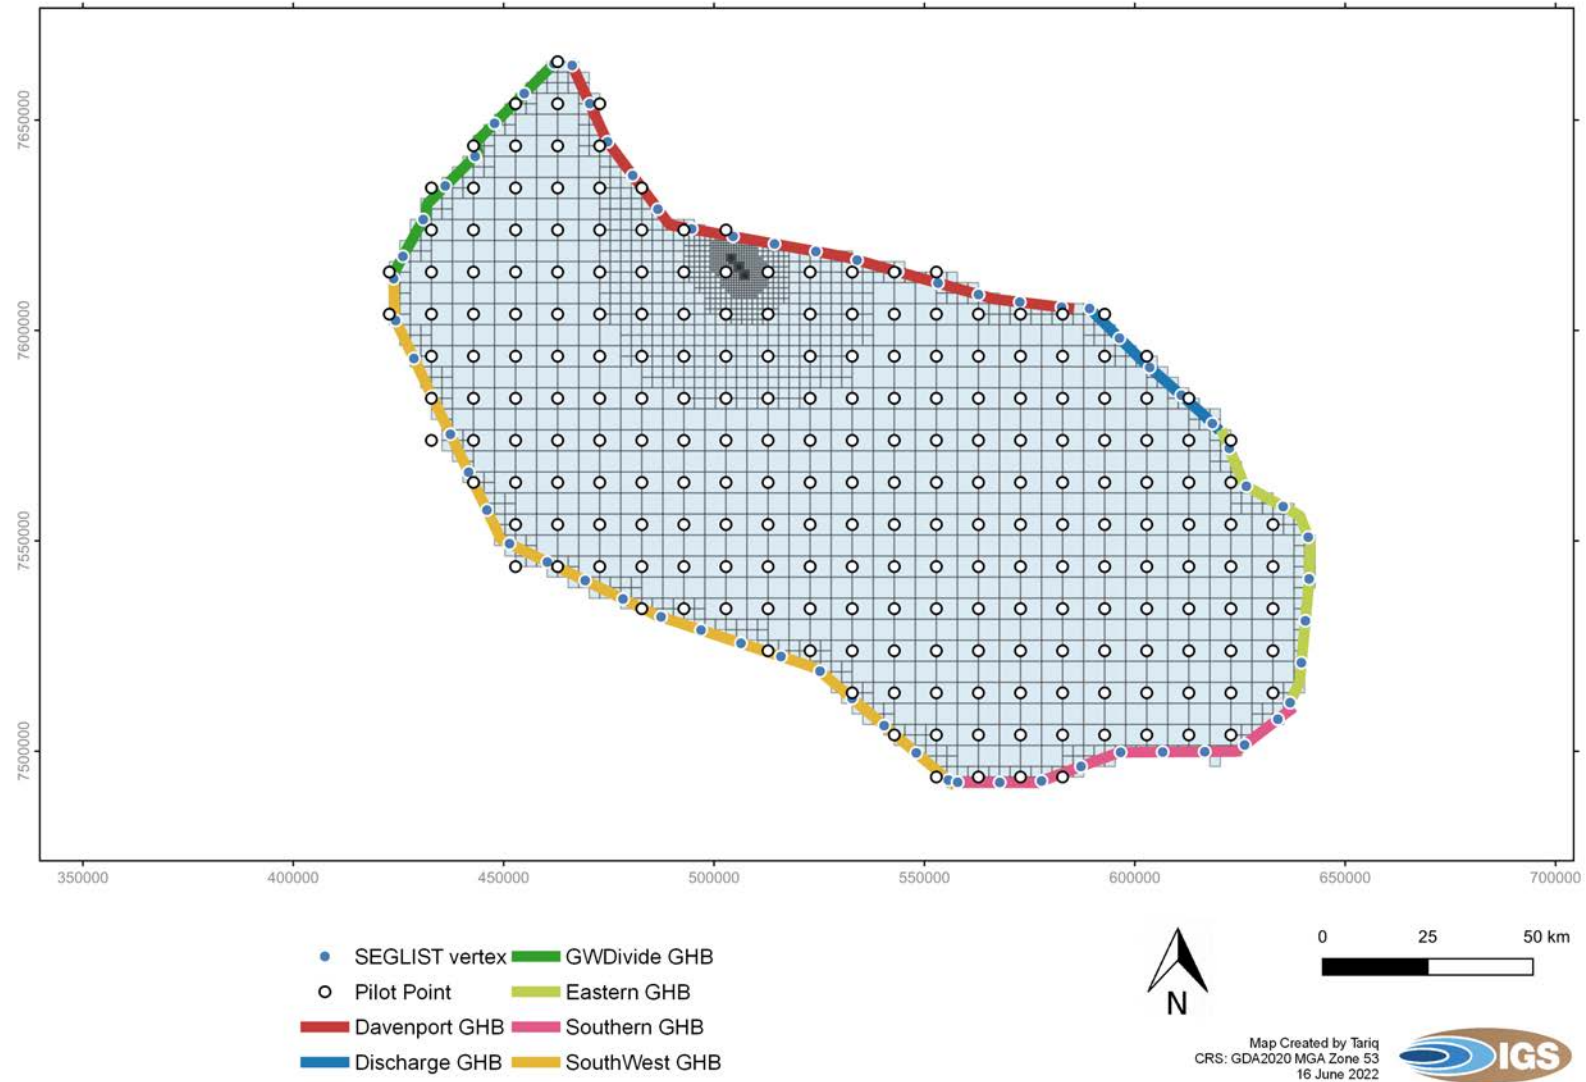 7650000
7600000
7550000
7500000
350000
400000
450000
500000
550000
600000
650000
700000
SEGLIST vertex
Pilot Point
Davenport GHB
Discharge GHB
GWDivide GHB
Eastern GHB
Southern GHB
SouthWest GHB
N
0 25 50 km
Map Created by Tariq
CRS: GDA2020 MGA Zone 53
16 June 2022
IGS